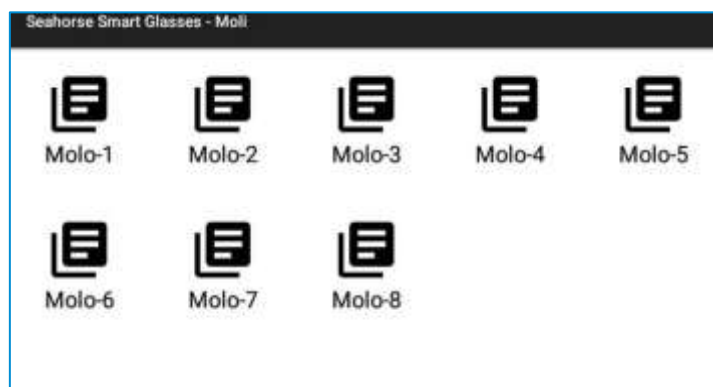 Seahorse Smart Glasses - Moli
Molo-1 Molo-2 Molo-3 Molo-4 Molo-5
Molo-6 Molo-7 Molo-8